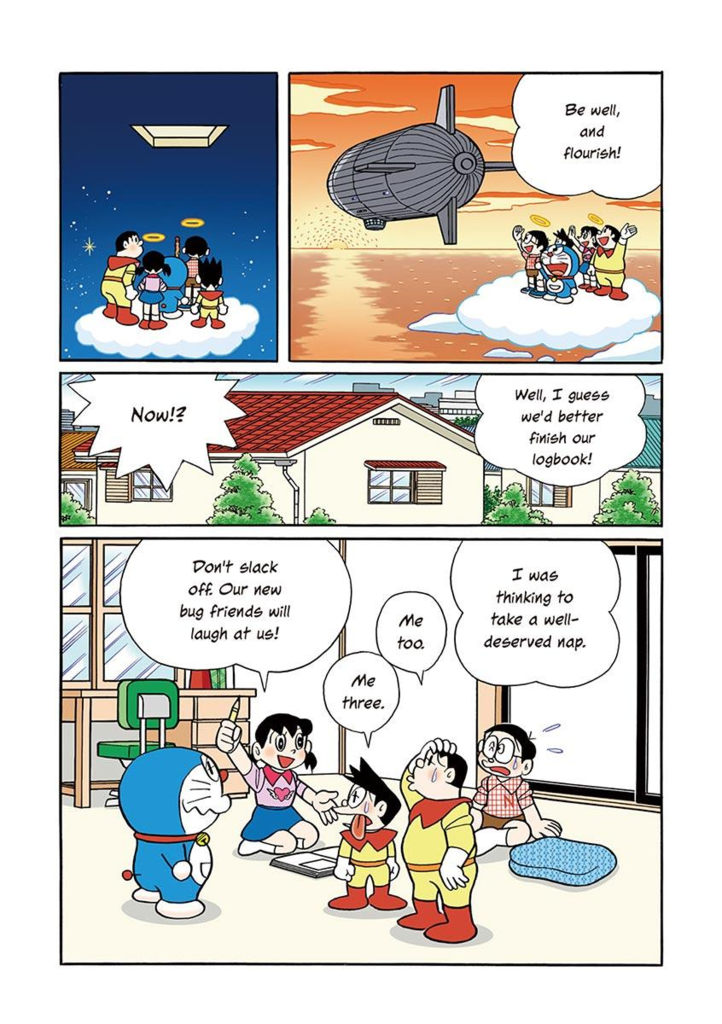 Be well,
and
flourish!
Now!?
Well, I guess
we'd better
finish our
logbook!
Don't slack
off. Our new
bug friends will
laugh at us!
Me
too.
I was
thinking to
take a well-
deserved nap.
Me
three.
N